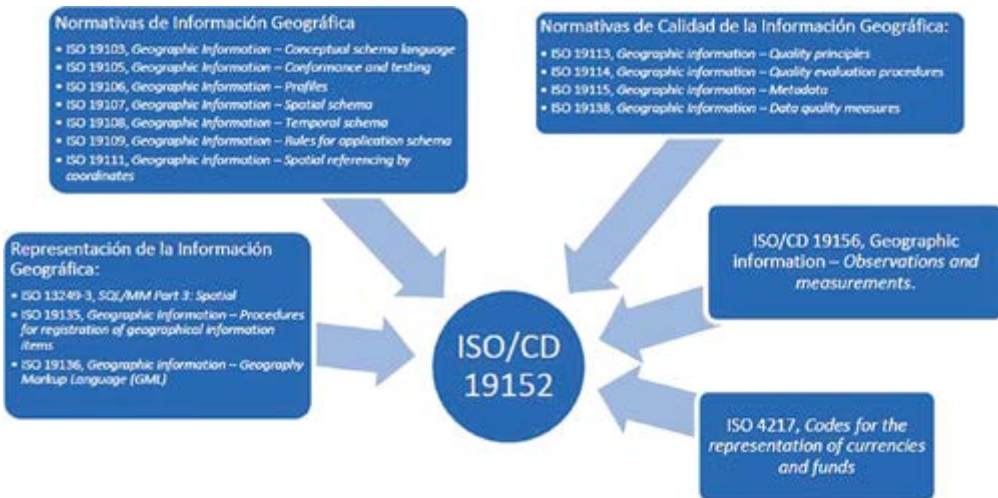 Normativas de Información Geográfica
• ISO 19103, Geographic Information – Conceptual schema language
• ISO 19105, Geographic Information – Conformance and testing
• ISO 19106, Geographic Information – Profiles
• ISO 19107, Geographic Information – Spatial schema
• ISO 19108, Geographic Information – Temporal schema
• ISO 19109, Geographic Information – Rules for application schema
• ISO 19111, Geographic information – Spatial referencing by
coordinates
Normativas de Calidad de la Información Geográfica:
• ISO 19113, Geographic information – Quality principles
• ISO 19114, Geographic information – Quality evaluation procedures
• ISO 19115, Geographic information – Metadata
• ISO 19138, Geographic information – Data quality measures
Representación de la Información
Geográfica:
• ISO 13249-3, SQL/MM Part 3: Spatial
• ISO 19135, Geographic Information – Procedures
for registration of geographical information
items
• ISO 19136, Geographic information – Geography
Markup Language (GML)
ISO/CD
19152
ISO/CD 19156, Geographic
information – Observations and
measurements.
ISO 4217, Codes for the
representation of currencies
and funds